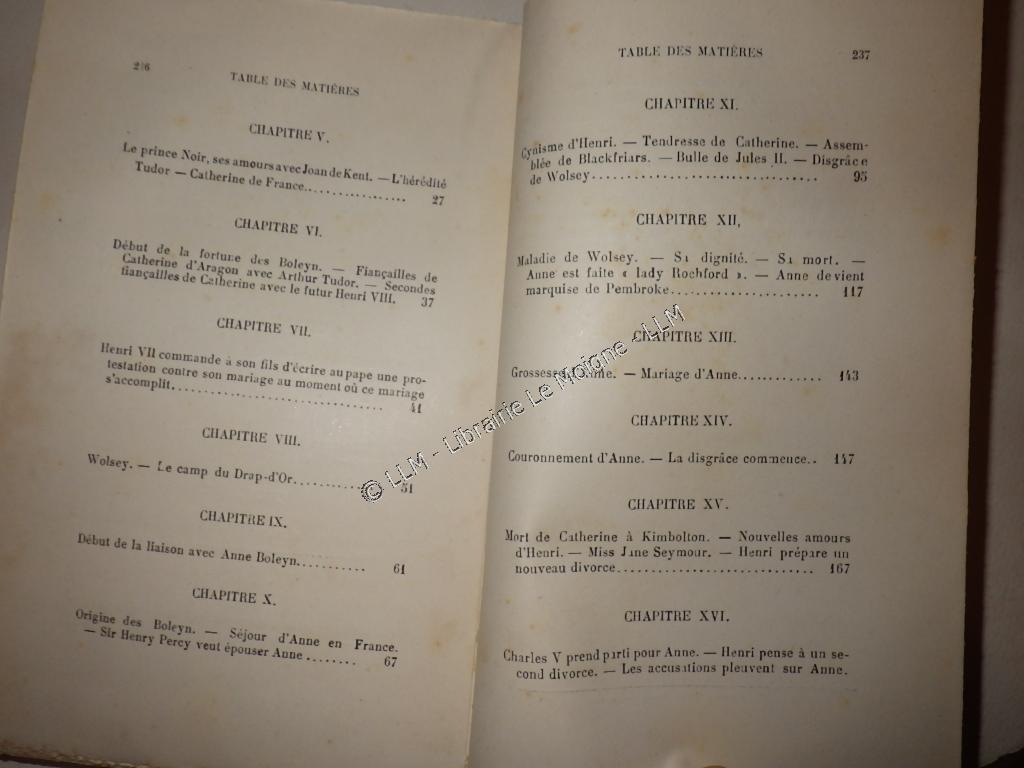 236
TABLE DES MATIÈRES
CHAPITRE V.
Le prince Noir, ses amours avec Joan de Kent. — L'hérédité
Tudor — Catherine de France.................. 27
CHAPITRE VI.
Début de la fortune des Boleyn. — Fiançailles de
Catherine d'Aragon avec Arthur Tudor. — Secondes
fiançailles de Catherine avec le futur Henri VIII. 37
CHAPITRE VII.
Henri VII commande à son fils d'écrire au pape une pro-
testation contre son mariage au moment où ce mariage
s'accomplit................................ 41
CHAPITRE VIII.
Wolsey. — Le camp du Drap-d'Or............ 51
CHAPITRE IX.
Début de la liaison avec Anne Boleyn........... 61
CHAPITRE X.
Origine des Boleyn. — Séjour d'Anne en France.
— Sir Henry Percy veut épouser Anne ........ 67
TABLE DES MATIÈRES 237
CHAPITRE XI.
Cynisme d'Henri. — Tendresse de Catherine. — Assem-
blée de Blackfriars. — Bulle de Jules II. — Disgrâce
de Wolsey................................ 95
CHAPITRE XII,
Maladie de Wolsey. — Sa dignité. — Sa mort. —
Anne est faite « lady Rochford ». — Anne devient
marquise de Pembroke..................... 117
CHAPITRE XIII.
Grossesse d'Anne. — Mariage d'Anne............ 143
CHAPITRE XIV.
Couronnement d'Anne. — La disgrâce commence.. 147
CHAPITRE XV.
Mort de Catherine à Kimbolton. — Nouvelles amours
d'Henri. — Miss Jane Seymour. — Henri prépare un
nouveau divorce............................ 167
CHAPITRE XVI.
Charles V prend parti pour Anne. — Henri pense à un se-
cond divorce. — Les accusations pleuvent sur Anne.
© LLM - Librairie Le Moigne - LLM